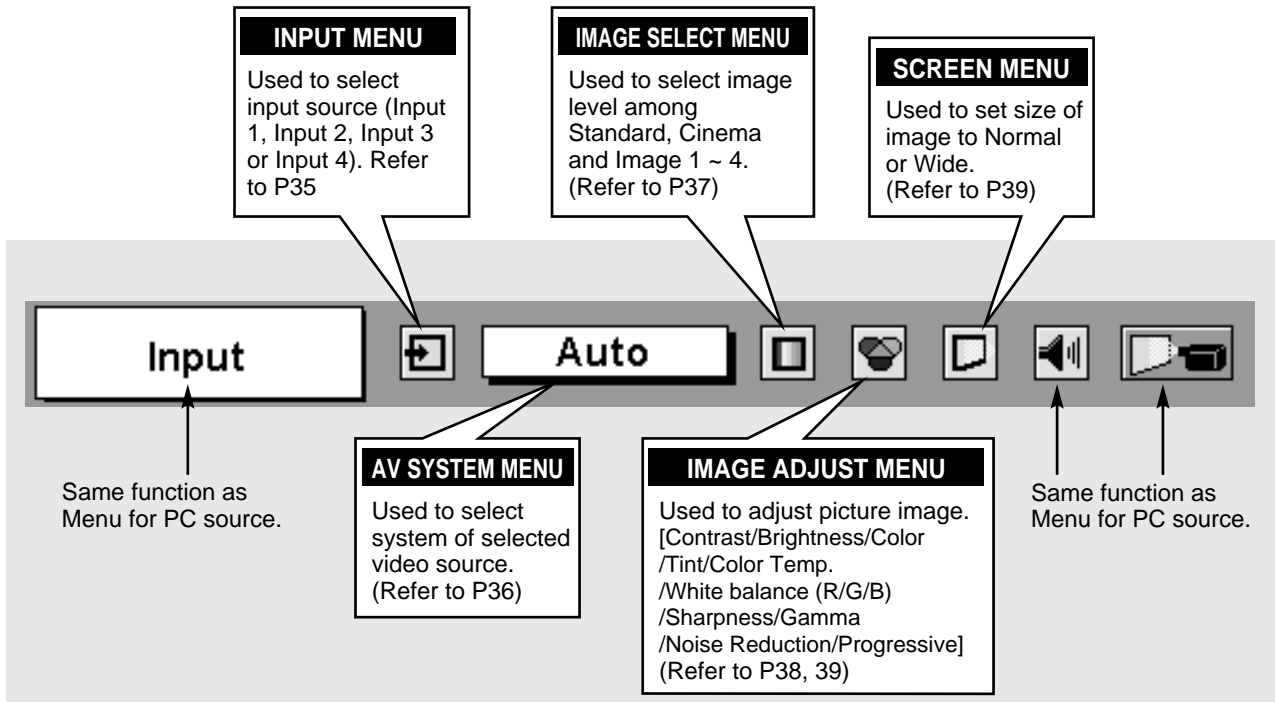 INPUT MENU
Used to select
input source (Input
1, Input 2, Input 3
or Input 4). Refer
to P35
IMAGE SELECT MENU
Used to select image
level among
Standard, Cinema
and Image 1 ~ 4.
(Refer to P37)
SCREEN MENU
Used to set size of
image to Normal
or Wide.
(Refer to P39)
Input
Auto
Same function as
Menu for PC source.
AV SYSTEM MENU
Used to select
system of selected
video source.
(Refer to P36)
IMAGE ADJUST MENU
Used to adjust picture image.
[Contrast/Brightness/Color
/Tint/Color Temp.
/White balance (R/G/B)
/Sharpness/Gamma
/Noise Reduction/Progressive]
(Refer to P38, 39)
Same function as
Menu for PC source.